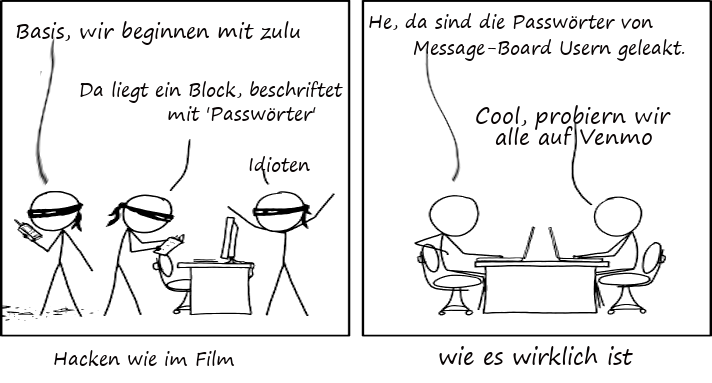 Basis, wir beginnen mit zulu
Da liegt ein Block, beschriftet
mit 'Passwörter'
Idioten
Hacken wie im Film
He, da sind die Passwörter von
Message-Board Usern geleakt.
Cool, probiern wir
alle auf Venmo
wie es wirklich ist